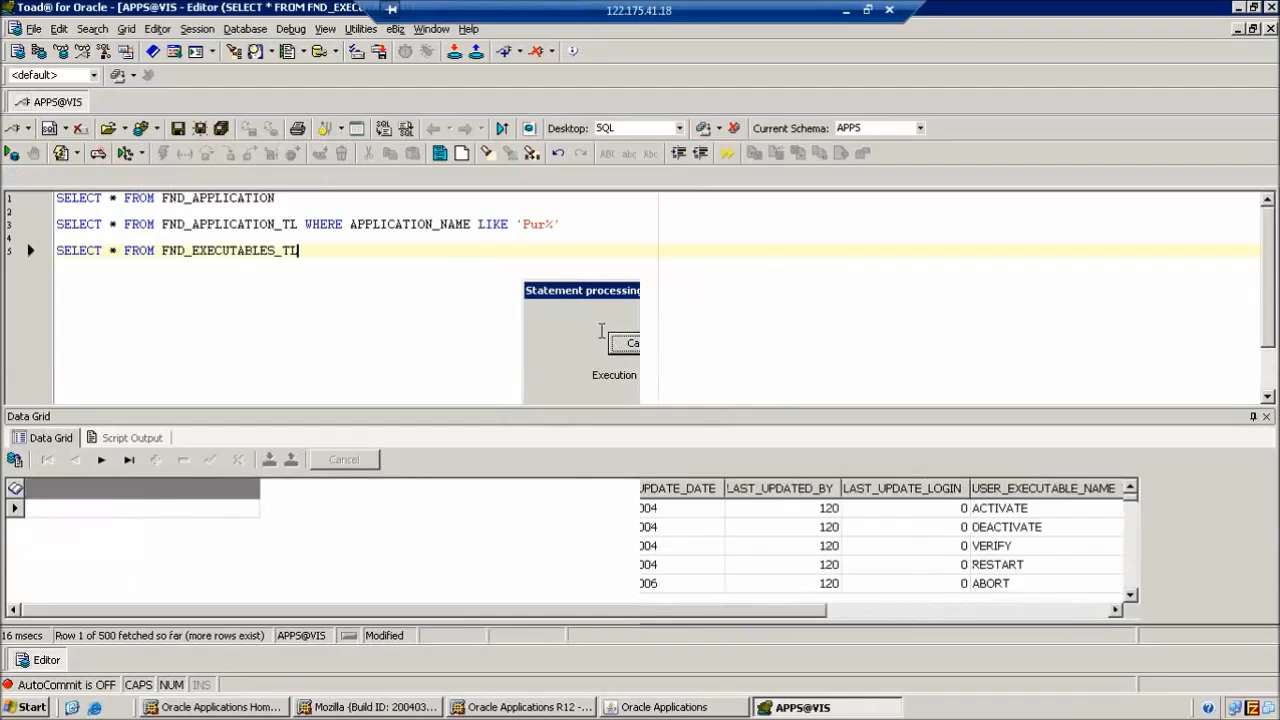 Toad® for Oracle - [APPS@VIS - Editor (SELECT * FROM FND_EXECU
122.175.41.18
File Edit Search Grid Editor Session Database Debug View Utilities eBiz Window Help
<default>
APPS@VIS
SQL Desktop: SQL Current Schema: APPS
1 SELECT * FROM FND_APPLICATION
2
3 SELECT * FROM FND_APPLICATION_TL WHERE APPLICATION_NAME LIKE 'Pur%'
4
5 SELECT * FROM FND_EXECUTABLES_TL
Statement processing
Ca
Execution
Data Grid
Data Grid Script Output
Cancel
UPDATE_DATE LAST_UPDATED_BY LAST_UPDATE_LOGIN USER_EXECUTABLE_NAME
004 120 0 ACTIVATE
004 120 0 DEACTIVATE
004 120 0 VERIFY
004 120 0 RESTART
006 120 0 ABORT
16 msecs Row 1 of 500 fetched so far (more rows exist) APPS@VIS Modified
Editor
AutoCommit is OFF CAPS NUM INS
Start Oracle Applications Hom... Mozilla {Build ID: 200403... Oracle Applications R12 -... Oracle Applications APPS@VIS